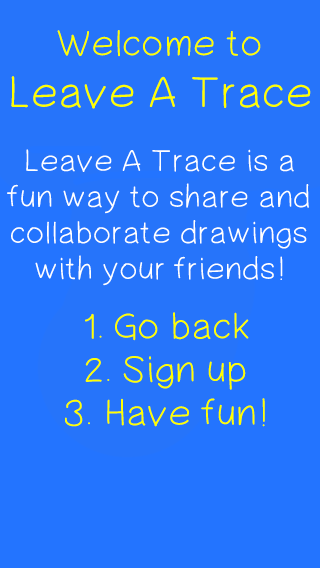 Welcome to
Leave A Trace
Leave A Trace is a
fun way to share and
collaborate drawings
with your friends!
1. Go back
2. Sign up
3. Have fun!